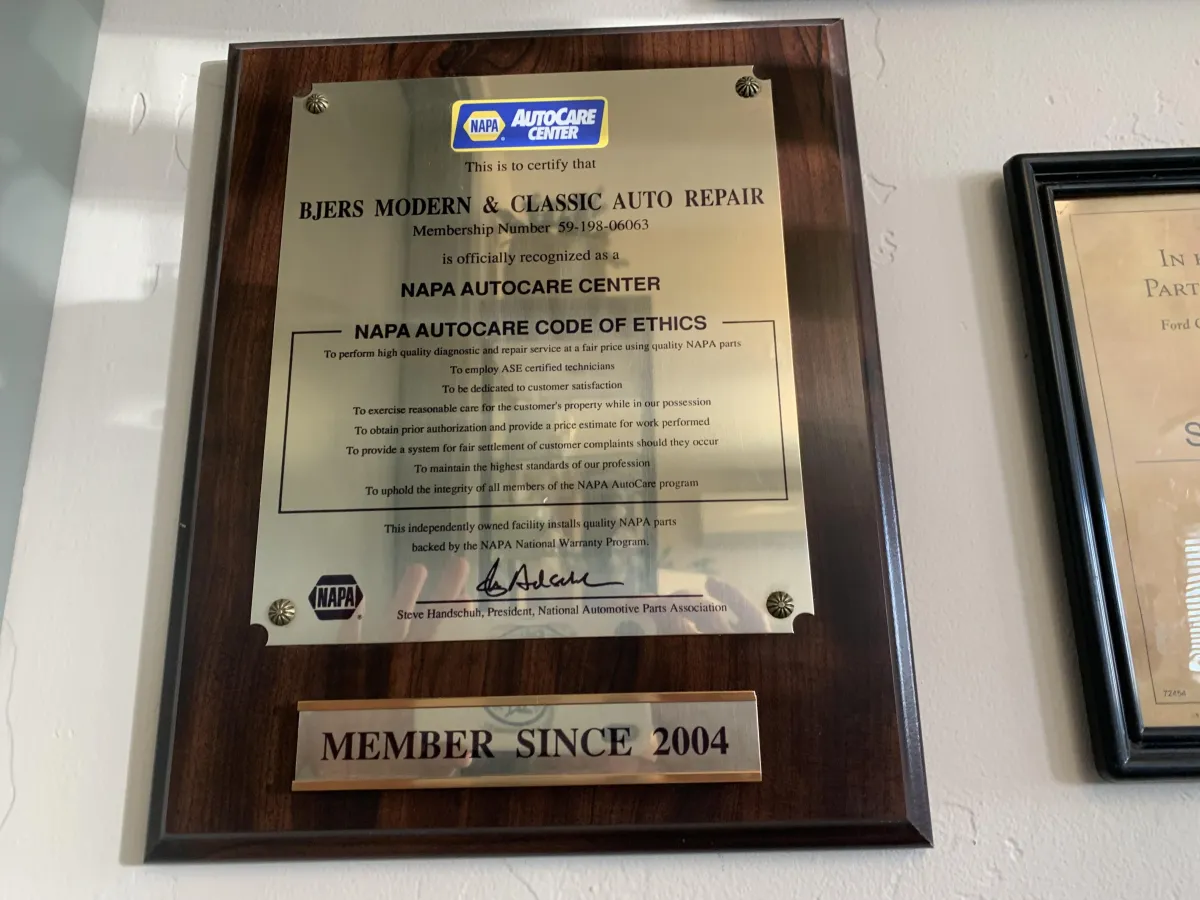 NAPA AUTOCARE
CENTER
This is to certify that
BJERS MODERN & CLASSIC AUTO REPAIR
Membership Number 59-198-06063
is officially recognized as a
NAPA AUTOCARE CENTER
NAPA AUTOCARE CODE OF ETHICS
To perform high quality diagnostic and repair service at a fair price using quality NAPA parts
To employ ASE certified technicians
To be dedicated to customer satisfaction
To exercise reasonable care for the customer's property while in our possession
To obtain prior authorization and provide a price estimate for work performed
To provide a system for fair settlement of customer complaints should they occur
To maintain the highest standards of our profession
To uphold the integrity of all members of the NAPA AutoCare program
This independently owned facility installs quality NAPA parts
backed by the NAPA National Warranty Program.
NAPA
Steve Handschuh, President, National Automotive Parts Association
MEMBER SINCE 2004
IN
PART
Ford
S
72454